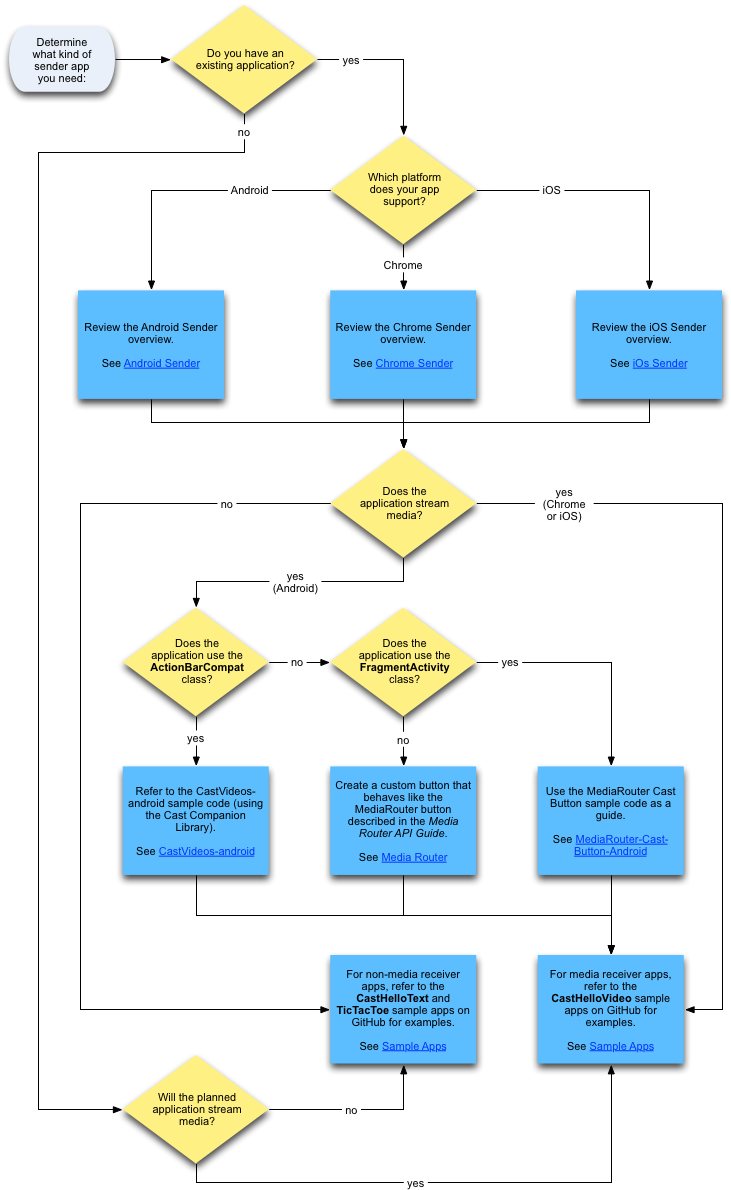 Determine
what kind of
sender app
you need:
Do you have an
existing application?
yes
no
Which platform
does your app
support?
Android
iOS
Chrome
Review the Android Sender
overview.
See Android Sender
Review the Chrome Sender
overview.
See Chrome Sender
Review the iOS Sender
overview.
See iOs Sender
Does the
application stream
media?
no
yes
(Chrome
or iOS)
yes
(Android)
Does the
application use the
ActionBarCompat
class?
no
Does the
application use the
FragmentActivity
class?
yes
yes
no
Refer to the CastVideos-
android sample code (using
the Cast Companion
Library).
See CastVideos-android
Create a custom button that
behaves like the
MediaRouter button
described in the Media
Router API Guide.
See Media Router
Use the MediaRouter Cast
Button sample code as a
guide.
See MediaRouter-Cast-
Button-Android
For non-media receiver
apps, refer to the
CastHelloText and
TicTacToe sample apps on
GitHub for examples.
See Sample Apps
For media receiver apps,
refer to the
CastHelloVideo sample
apps on GitHub for
examples.
See Sample Apps
Will the planned
application stream
media?
no
yes